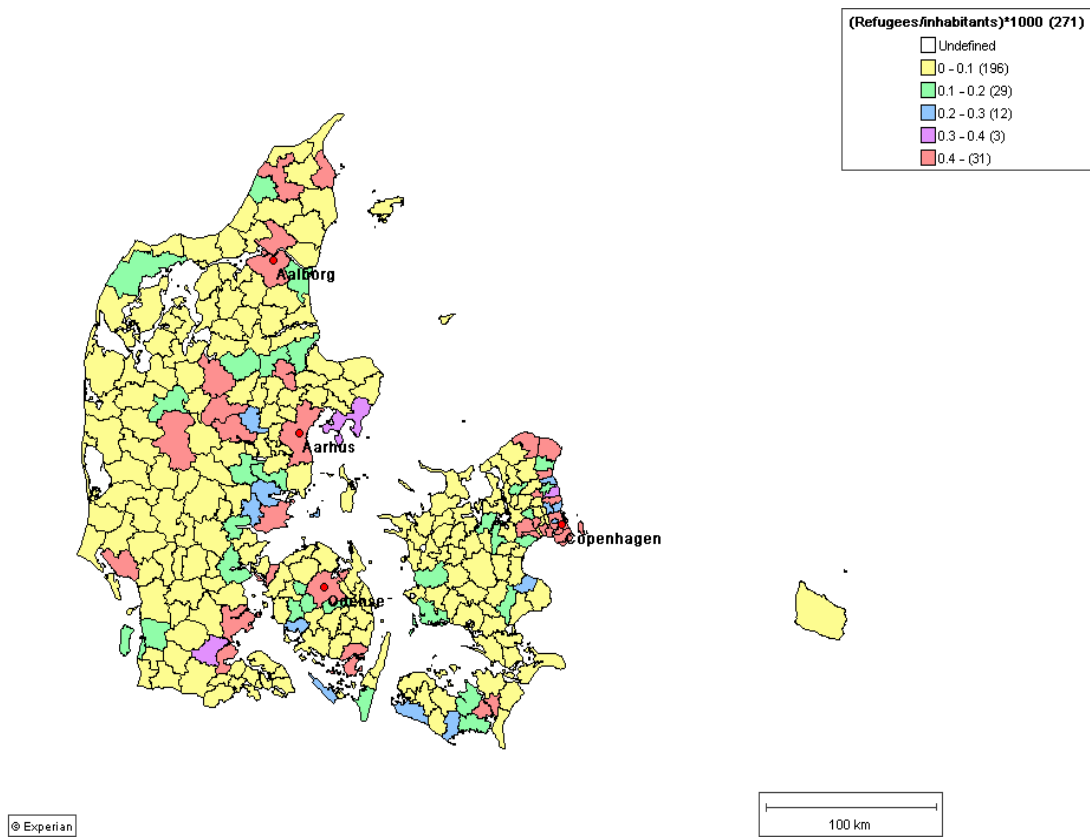 (Refugees/inhabitants)*1000 (271)
Undefined
0 - 0.1 (196)
0.1 - 0.2 (29)
0.2 - 0.3 (12)
0.3 - 0.4 (3)
0.4 - (31)
Aalborg
Aarhus
Copenhagen
Odense
© Experian
100 km